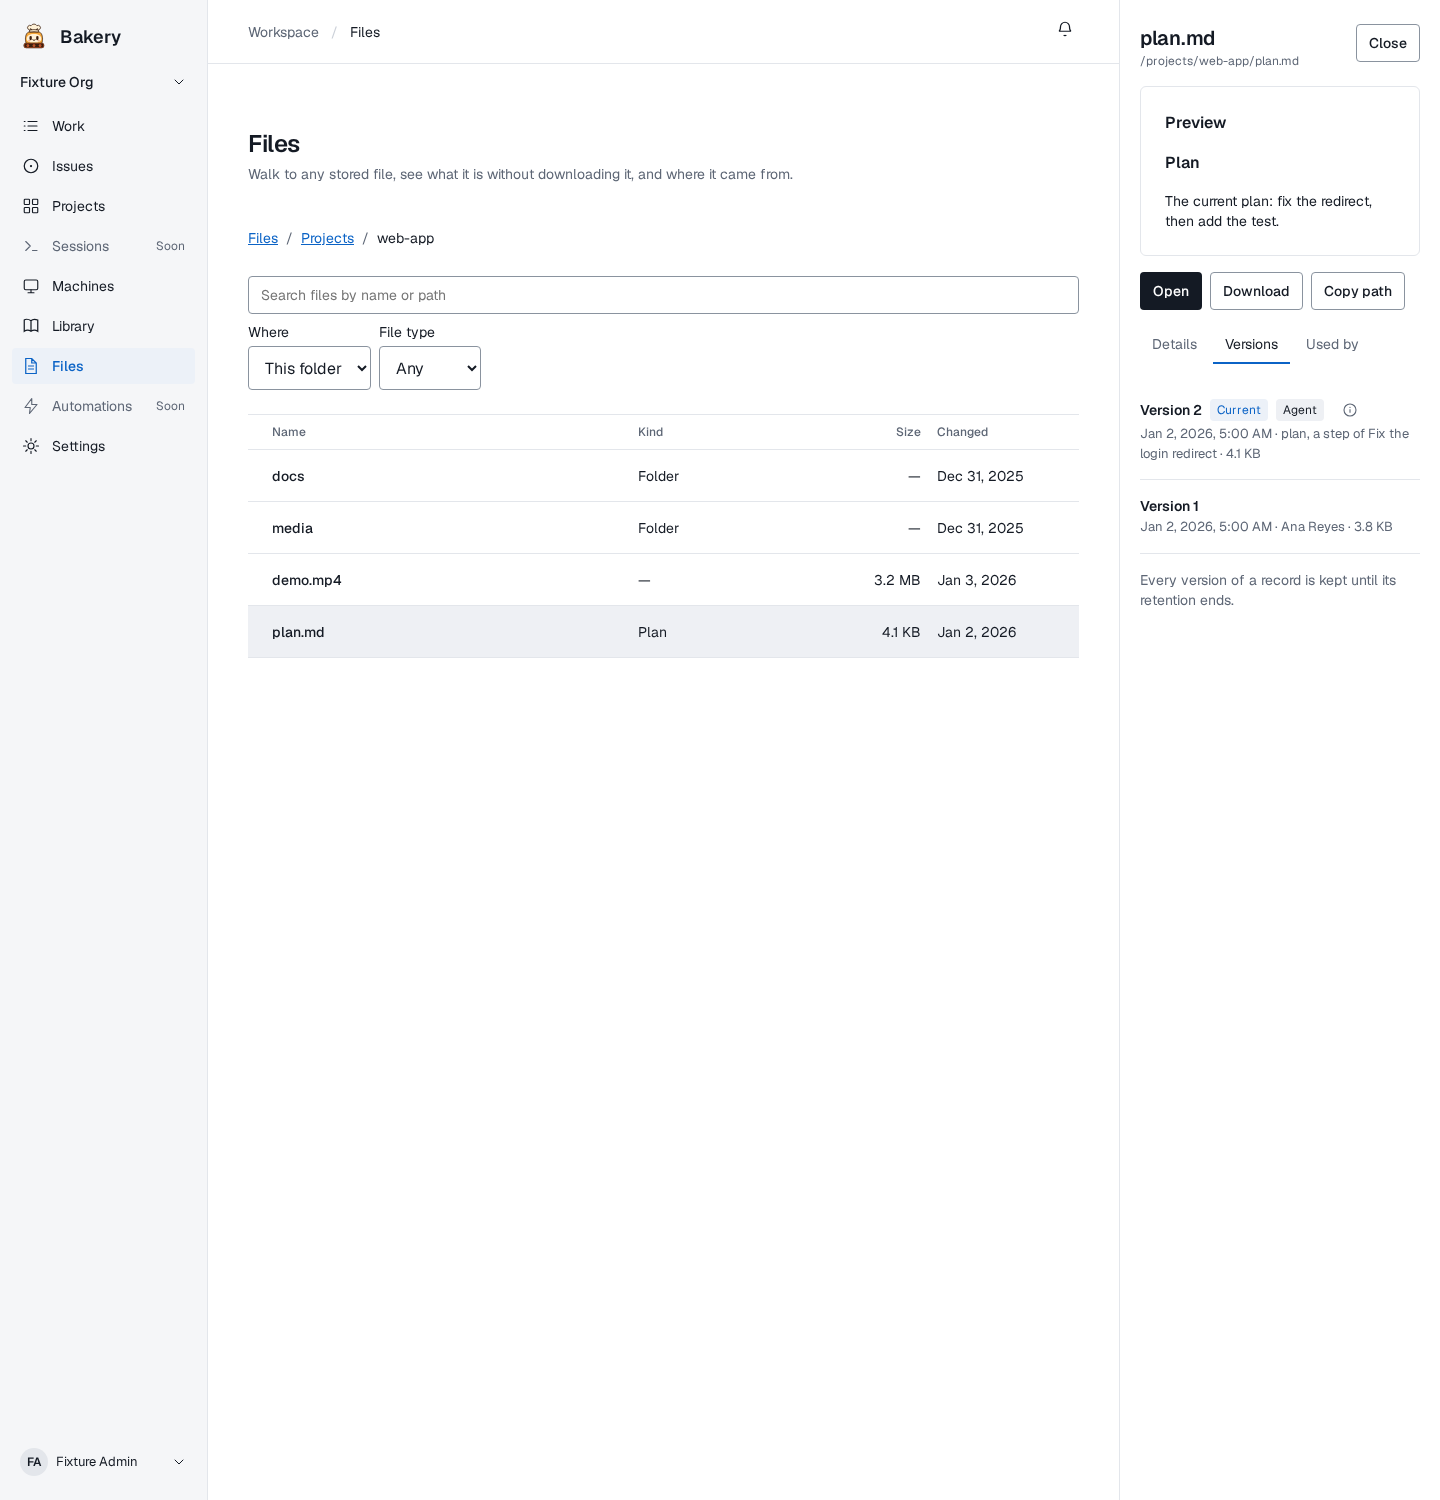 Bakery
Fixture Org
Work
Issues
Projects
Sessions Soon
Machines
Library
Files
Automations Soon
Settings
FA Fixture Admin
Workspace / Files
Files
Walk to any stored file, see what it is without downloading it, and where it came from.
Files / Projects / web-app
Search files by name or path
Where File type
This folder Any
Name Kind Size Changed
docs Folder — Dec 31, 2025
media Folder — Dec 31, 2025
demo.mp4 — 3.2 MB Jan 3, 2026
plan.md Plan 4.1 KB Jan 2, 2026
plan.md
Close
/projects/web-app/plan.md
Preview
Plan
The current plan: fix the redirect,
then add the test.
Open Download Copy path
Details Versions Used by
Version 2 Current Agent
Jan 2, 2026, 5:00 AM · plan, a step of Fix the
login redirect · 4.1 KB
Version 1
Jan 2, 2026, 5:00 AM · Ana Reyes · 3.8 KB
Every version of a record is kept until its
retention ends.